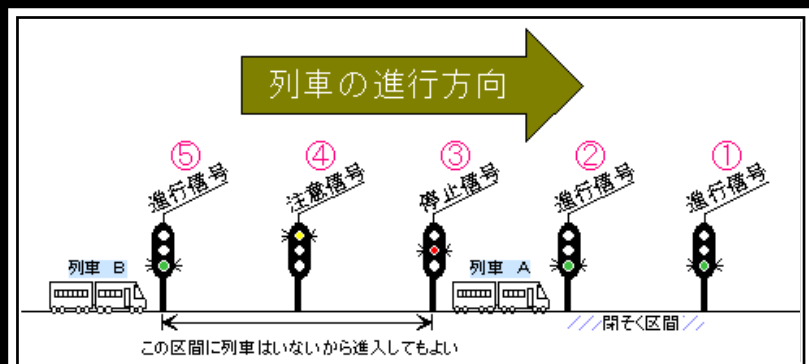 列車の進行方向
⑤ ④ ③ ② ①
進行信号 注意信号 停止信号 進行信号 進行信号
列車 B 列車 A
閉そく区間
この区間に列車はいないから進入してもよい